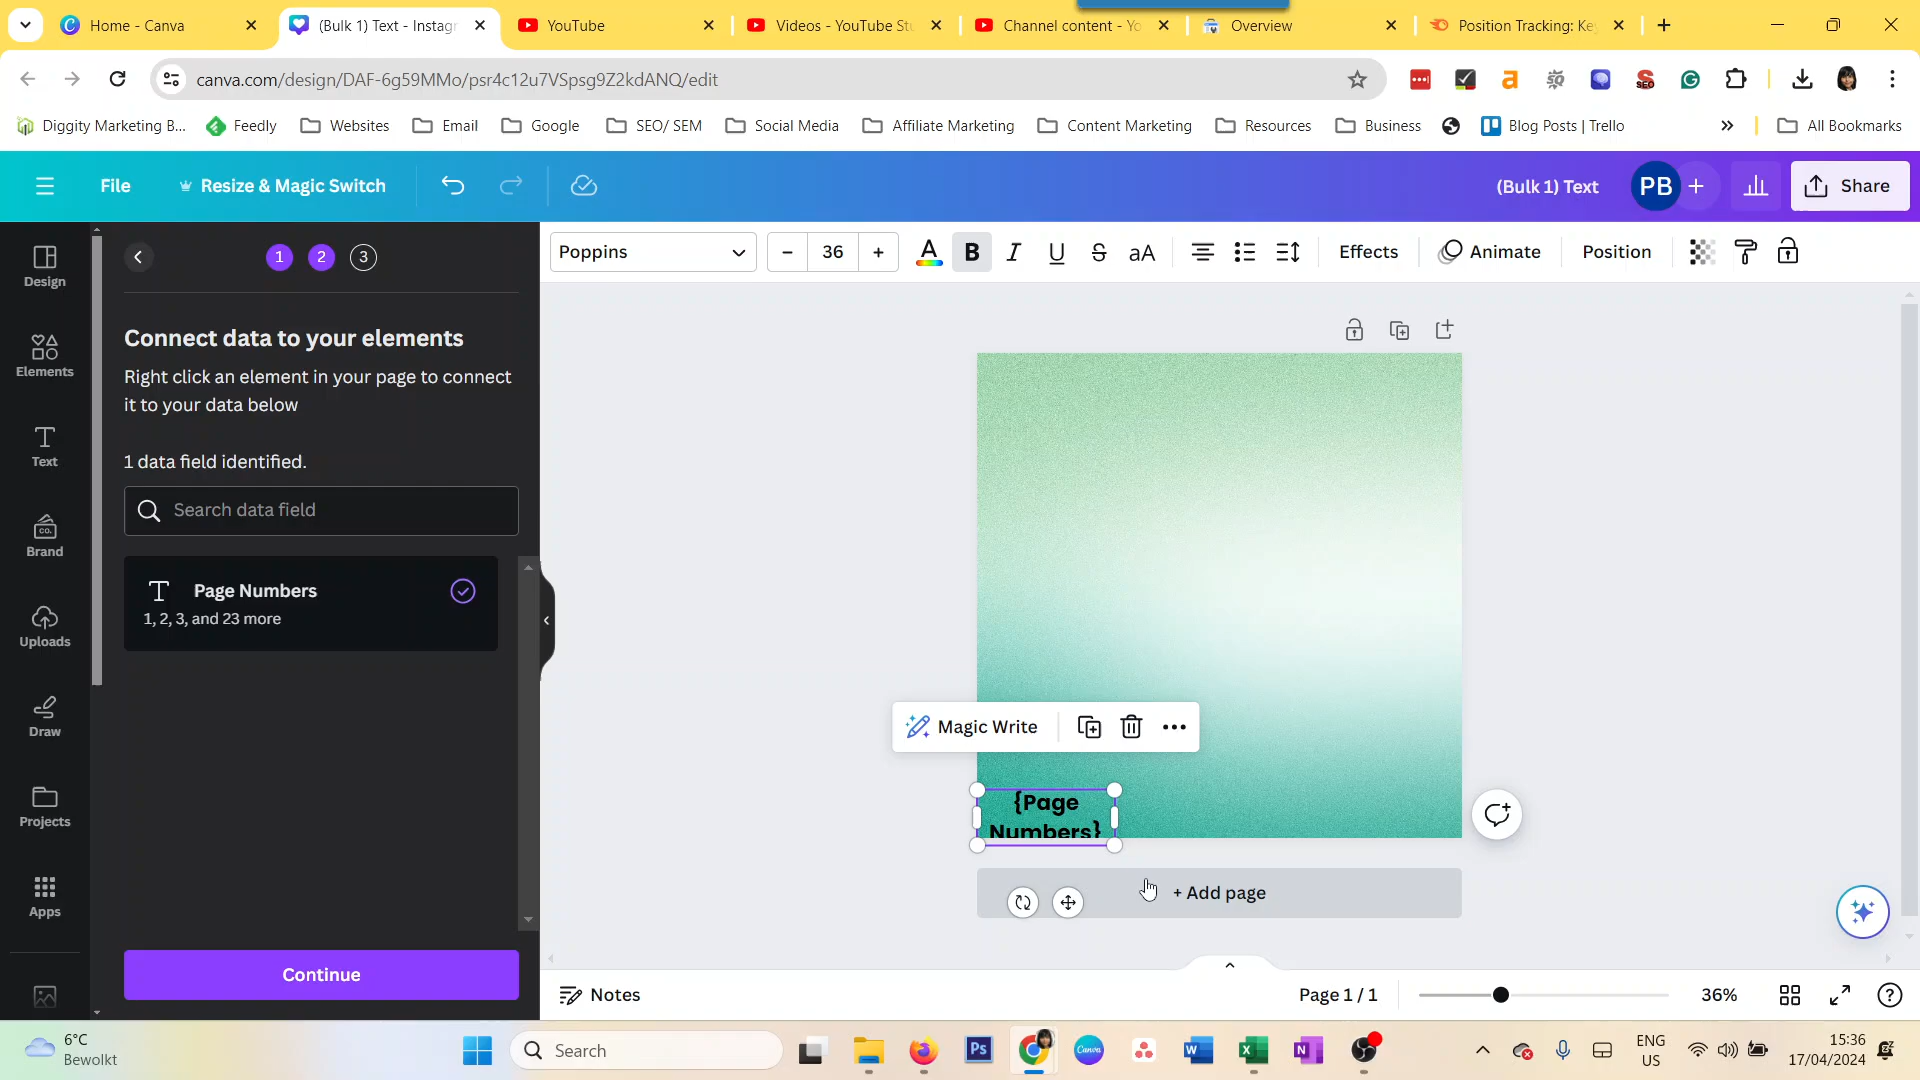 Home - Canva
(Bulk 1) Text - Instagr
YouTube
Videos - YouTube Stu
Channel content - Yo
Overview
Position Tracking: Key
canva.com/design/DAF-6g59MMo/psr4c12u7VSpsg9Z2kdANQ/edit
Diggity Marketing B...
Feedly
Websites
Email
Google
SEO/ SEM
Social Media
Affiliate Marketing
Content Marketing
Resources
Business
Blog Posts | Trello
All Bookmarks
File
Resize & Magic Switch
(Bulk 1) Text
PB
Share
Design
Elements
Text
Brand
Uploads
Draw
Projects
Apps
1 2 3
Connect data to your elements
Right click an element in your page to connect
it to your data below
1 data field identified.
Search data field
Page Numbers
1, 2, 3, and 23 more
Continue
Poppins
36
aA
Effects
Animate
Position
Magic Write
{Page
Numbers}
+ Add page
Notes
Page 1 / 1
36%
6°C
Bewolkt
Search
ENG
US
15:36
17/04/2024